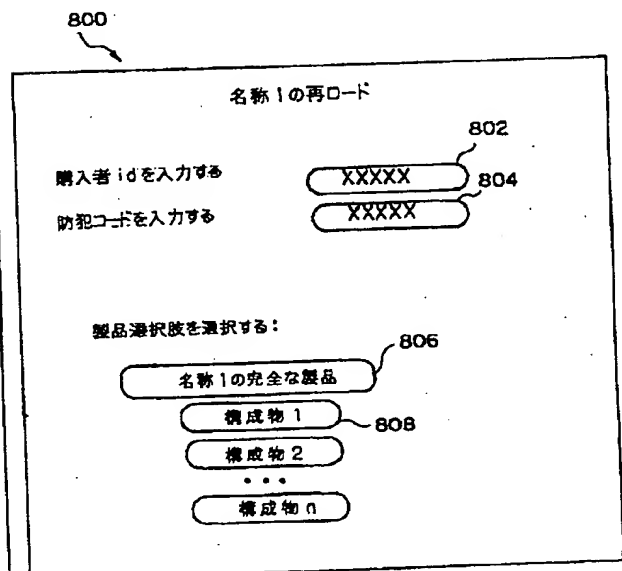 800
名称1の再ロード
802
購入者idを入力する XXXXX
804
防犯コードを入力する XXXXX
製品選択肢を選択する:
806
名称1の完全な製品
構成物1
808
構成物2
• • •
構成物n